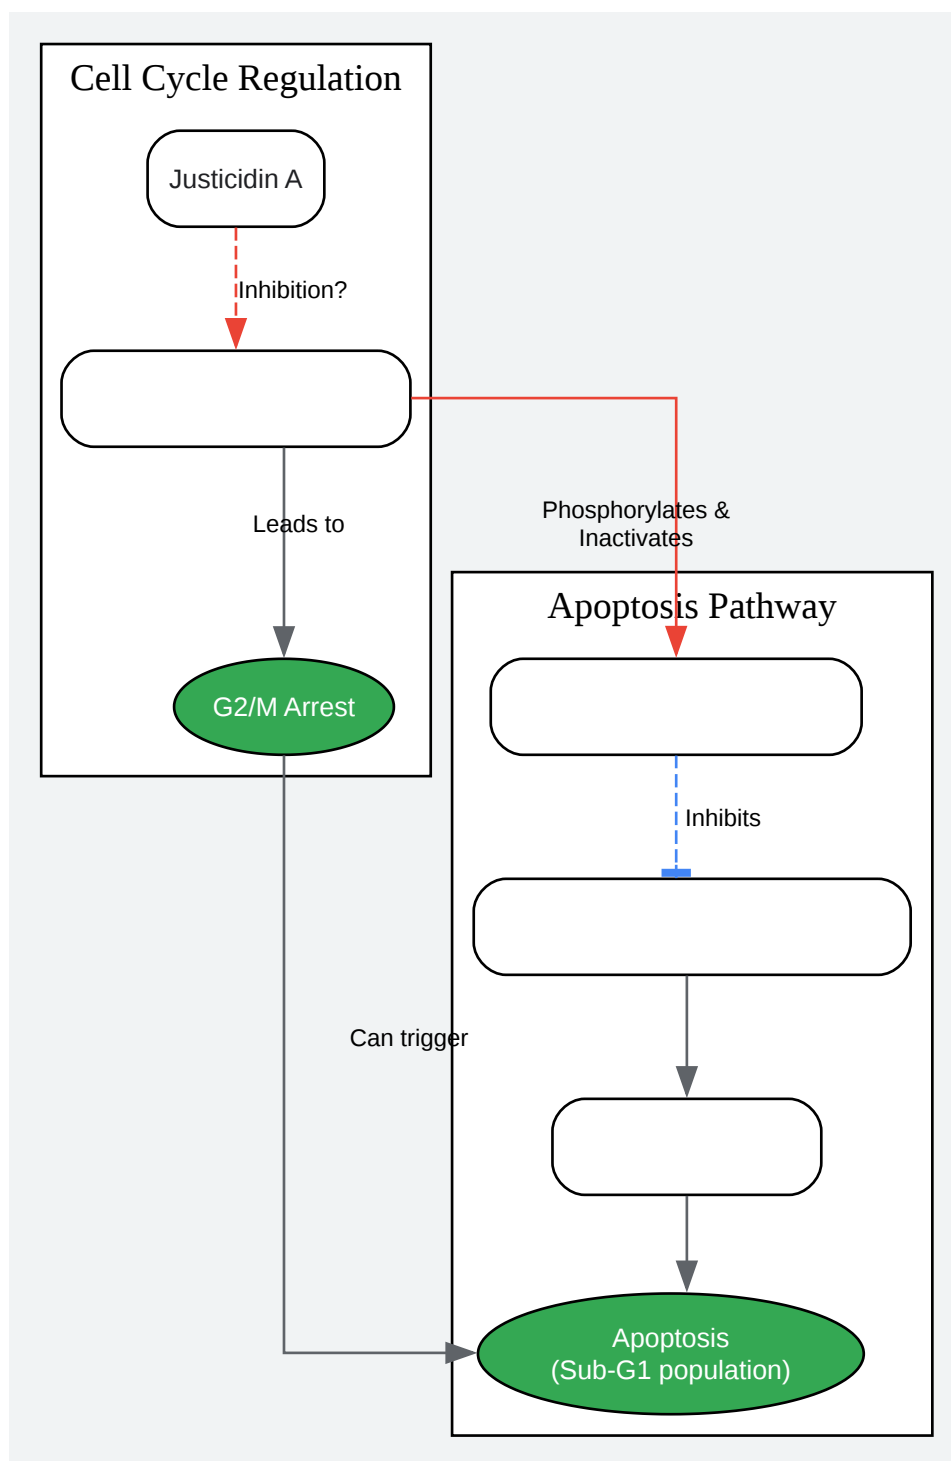 Cell Cycle Regulation
Justicidin A
Inhibition?
Leads to
G2/M Arrest
Phosphorylates &
Inactivates
Apoptosis Pathway
Inhibits
Can trigger
Apoptosis
(Sub-G1 population)